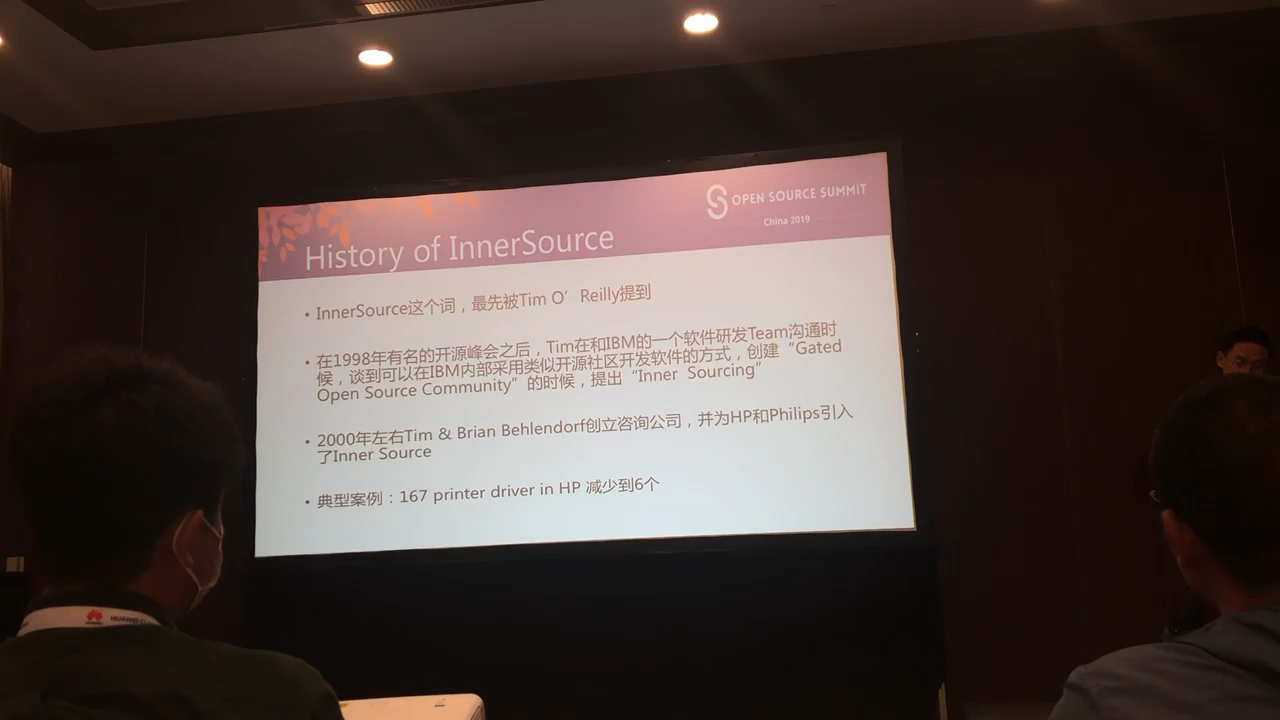 OPEN SOURCE SUMMIT
China 2019
History of InnerSource
• InnerSource这个词，最先被Tim O’Reilly提到
• 在1998年有名的开源峰会之后，Tim在和IBM的一个软件研发Team沟通时
候，谈到可以在IBM内部采用类似开源社区开发软件的方式，创建“Gated
Open Source Community”的时候，提出“Inner Sourcing”
• 2000年左右Tim & Brian Behlendorf创立咨询公司，并为HP和Philips引入
了Inner Source
• 典型案例：167 printer driver in HP 减少到6个